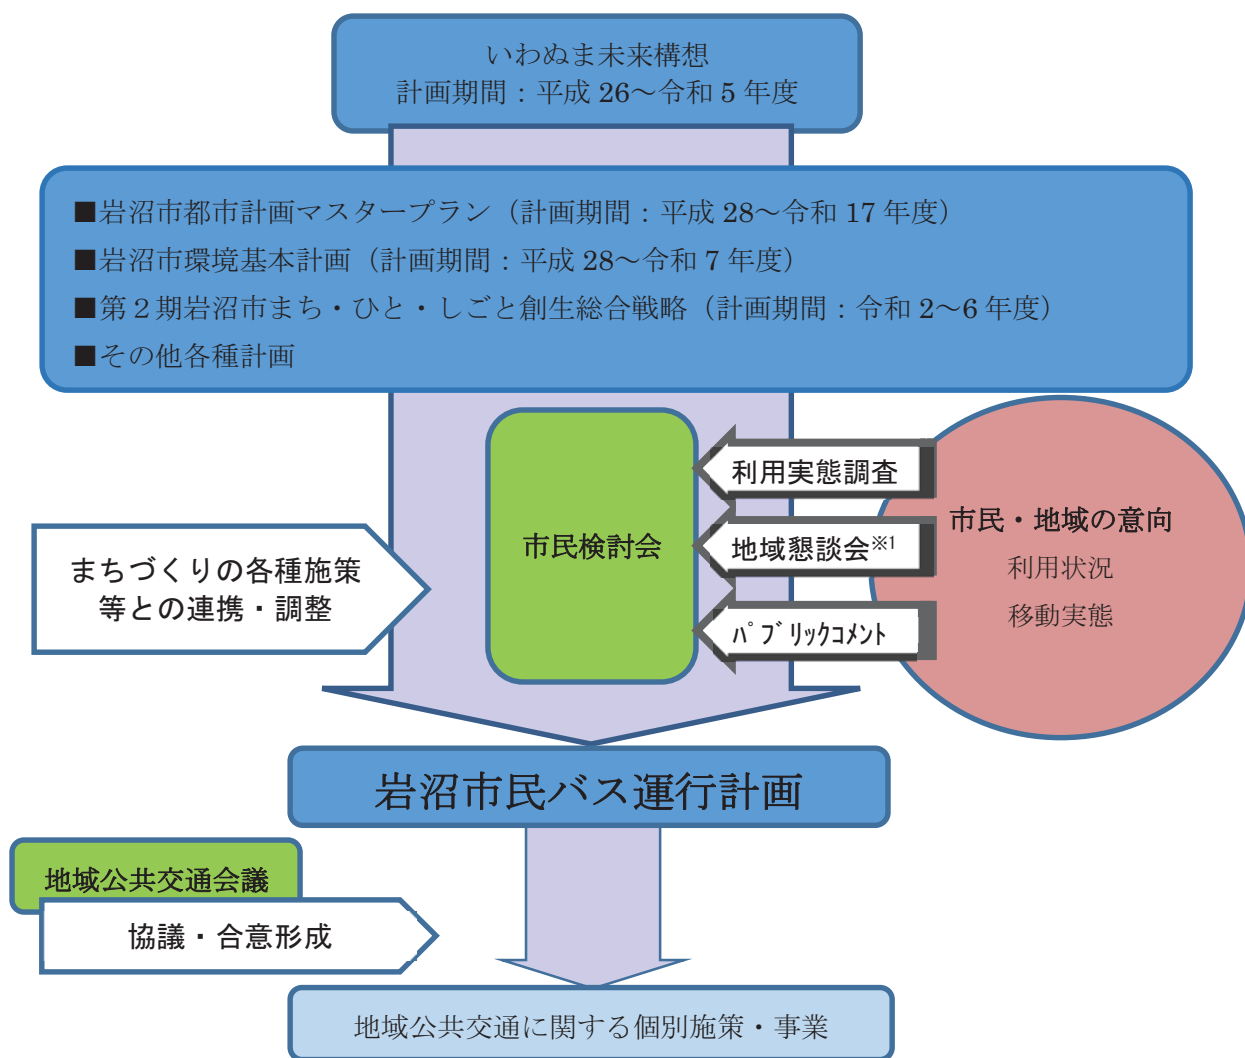 いわぬま未来構想
計画期間：平成 26～令和 5 年度
■岩沼市都市計画マスタープラン（計画期間：平成 28～令和 17 年度）
■岩沼市環境基本計画（計画期間：平成 28～令和 7 年度）
■第２期岩沼市まち・ひと・しごと創生総合戦略（計画期間：令和 2～6 年度）
■その他各種計画
利用実態調査
市民・地域の意向
市民検討会
地域懇談会※1
利用状況
まちづくりの各種施策
等との連携・調整
移動実態
ﾊﾟﾌﾞﾘｯｸｺﾒﾝﾄ
岩沼市民バス運行計画
地域公共交通会議
協議・合意形成
地域公共交通に関する個別施策・事業